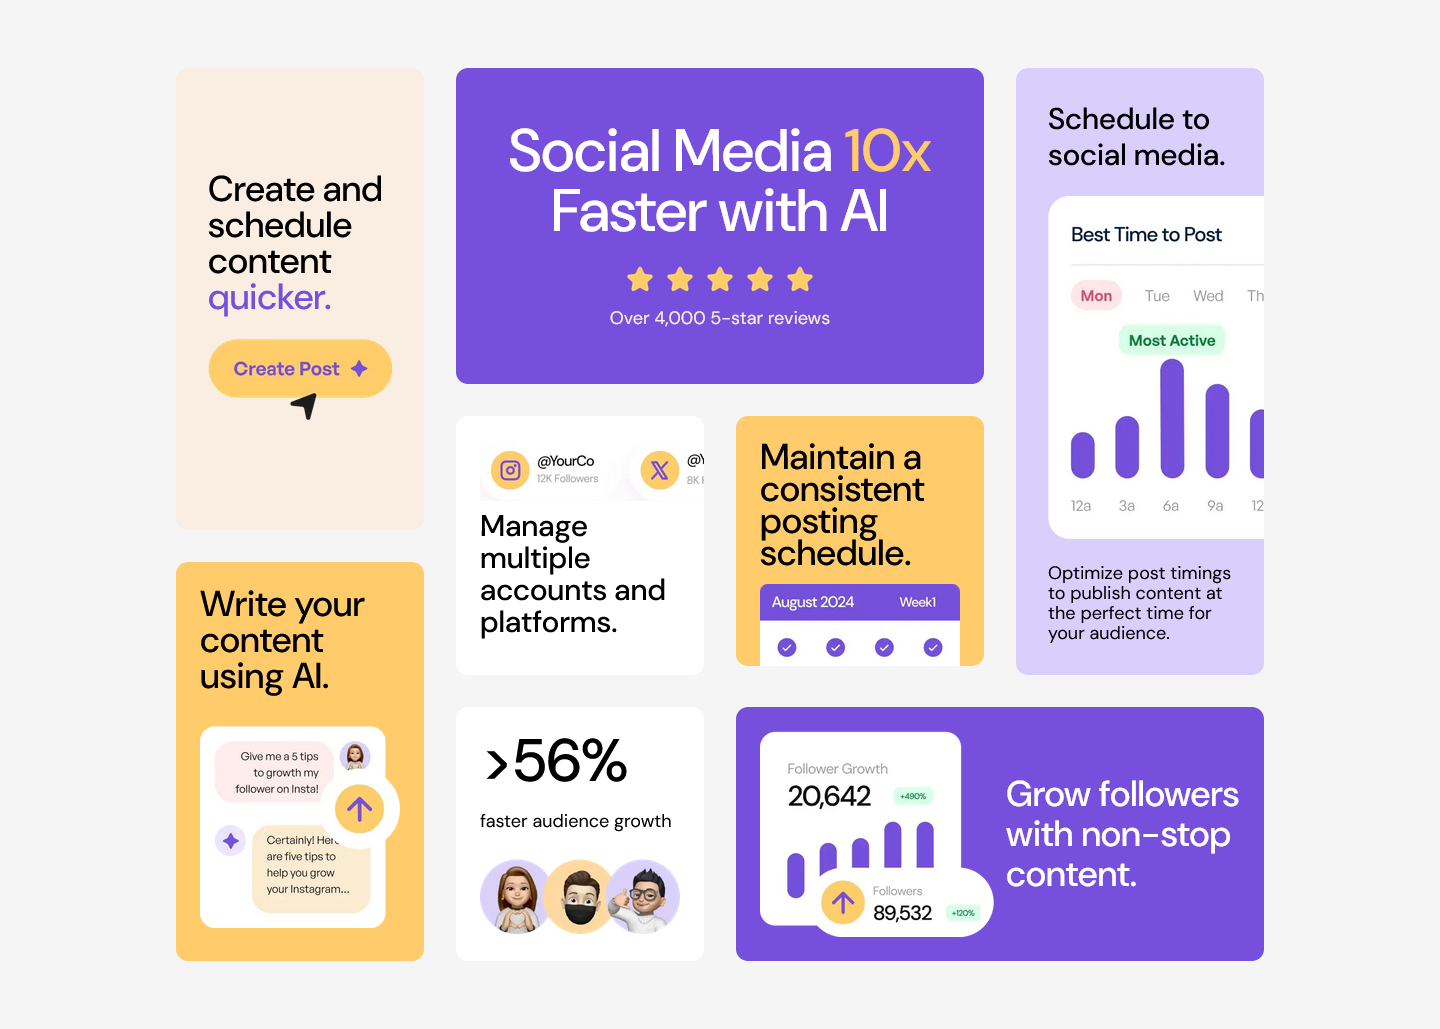 Create and
schedule
content
quicker.
Create Post
Social Media 10x
Faster with AI
Over 4,000 5-star reviews
Schedule to
social media.
Best Time to Post
Mon Tue Wed Th
Most Active
12a 3a 6a 9a 12
Optimize post timings
to publish content at
the perfect time for
your audience.
@YourCo
12K Followers
@Y
8K F
Manage
multiple
accounts and
platforms.
Maintain a
consistent
posting
schedule.
August 2024 Week1
Write your
content
using AI.
Give me a 5 tips
to growth my
follower on Insta!
Certainly! Here
are five tips to
help you grow
your Instagram...
>56%
faster audience growth
Follower Growth
20,642 +490%
Followers
89,532 +120%
Grow followers
with non-stop
content.